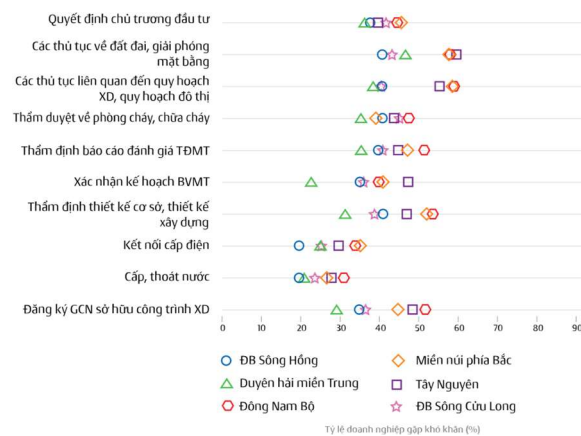 Quyết định chủ trương đầu tư
Các thủ tục về đất đai, giải phóng
mặt bằng
Các thủ tục liên quan đến quy hoạch
XD, quy hoạch đô thị
Thẩm duyệt về phòng cháy, chữa cháy
Thẩm định báo cáo đánh giá TĐMT
Xác nhận kế hoạch BVMT
Thẩm định thiết kế cơ sở, thiết kế
xây dựng
Kết nối cấp điện
Cấp, thoát nước
Đăng ký GCN sở hữu công trình XD
0 10 20 30 40 50 60 70 80 90
ĐB Sông Hồng
Miền núi phía Bắc
Duyên hải miền Trung
Tây Nguyên
Đông Nam Bộ
ĐB Sông Cửu Long
Tỷ lệ doanh nghiệp gặp khó khăn (%)